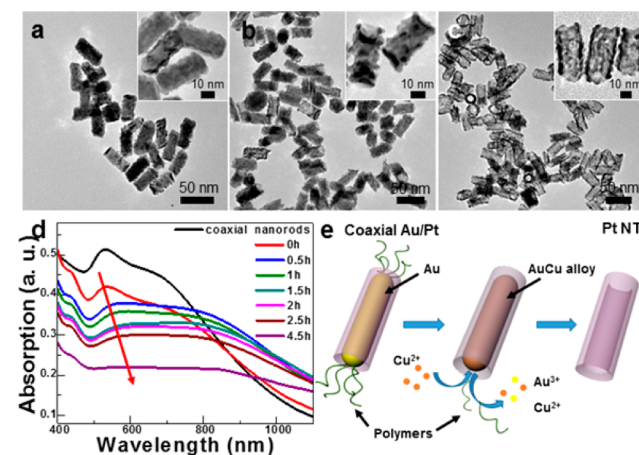 a
10 nm
50 nm
b
10 nm
50 nm
10 nm
50 nm
d
coaxial nanorods
0h
0.5h
1h
1.5h
2h
2.5h
4.5h
Absorption (a. u.)
0.5
0.4
0.3
0.2
0.1
400 600 800 1000
Wavelength (nm)
e
Coaxial Au/Pt
Pt NT
Au
AuCu alloy
Cu²⁺
Au³⁺
Cu²⁺
Polymers